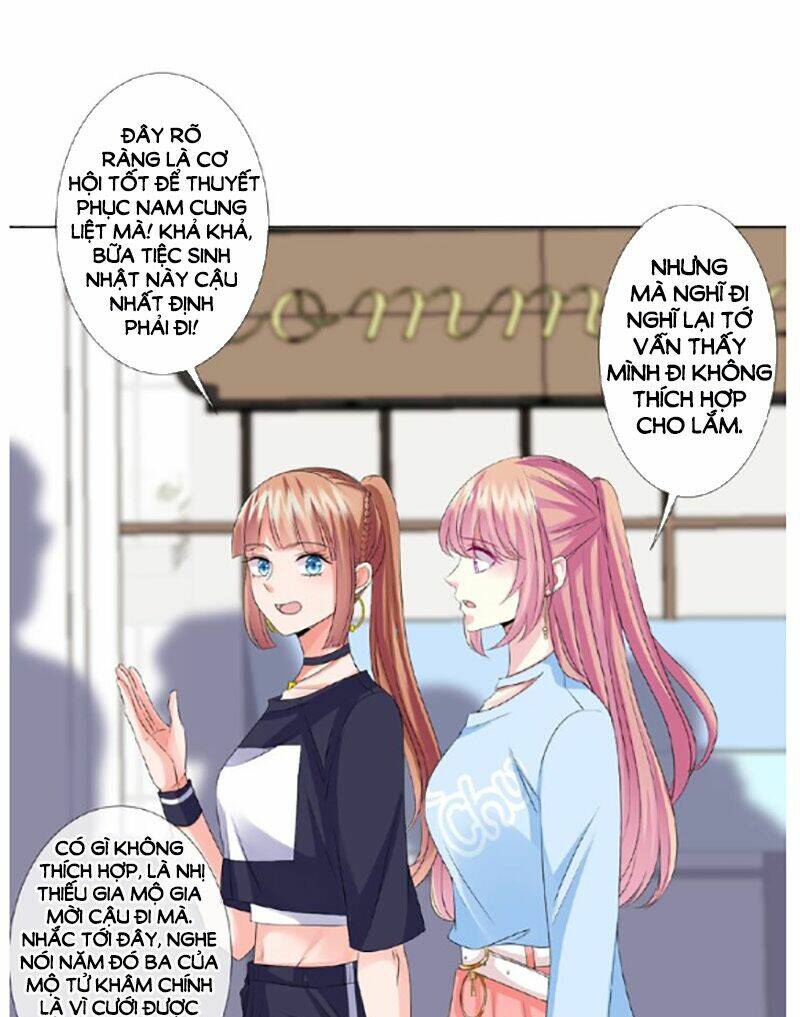 ĐÂY RÕ
RÀNG LÀ CƠ
HỘI TỐT ĐỂ THUYẾT
PHỤC NAM CUNG
LIỆT MÀ! KHẢ KHẢ,
BỮA TIỆC SINH
NHẬT NÀY CẬU
NHẤT ĐỊNH
PHẢI ĐI!
NHƯNG
MÀ NGHĨ ĐI
NGHĨ LẠI TỚ
VẪN THẤY
MÌNH ĐI KHÔNG
THÍCH HỢP
CHO LẮM.
CÓ GÌ KHÔNG
THÍCH HỢP, LÀ NHỊ
THIẾU GIA MỘ GIA
MỜI CẬU ĐI MÀ.
NHẮC TỚI ĐÂY, NGHE
NÓI NĂM ĐÓ BA CỦA
MỘ TỬ KHÂM CHÍNH
LÀ VÌ CƯỚI ĐƯỢC